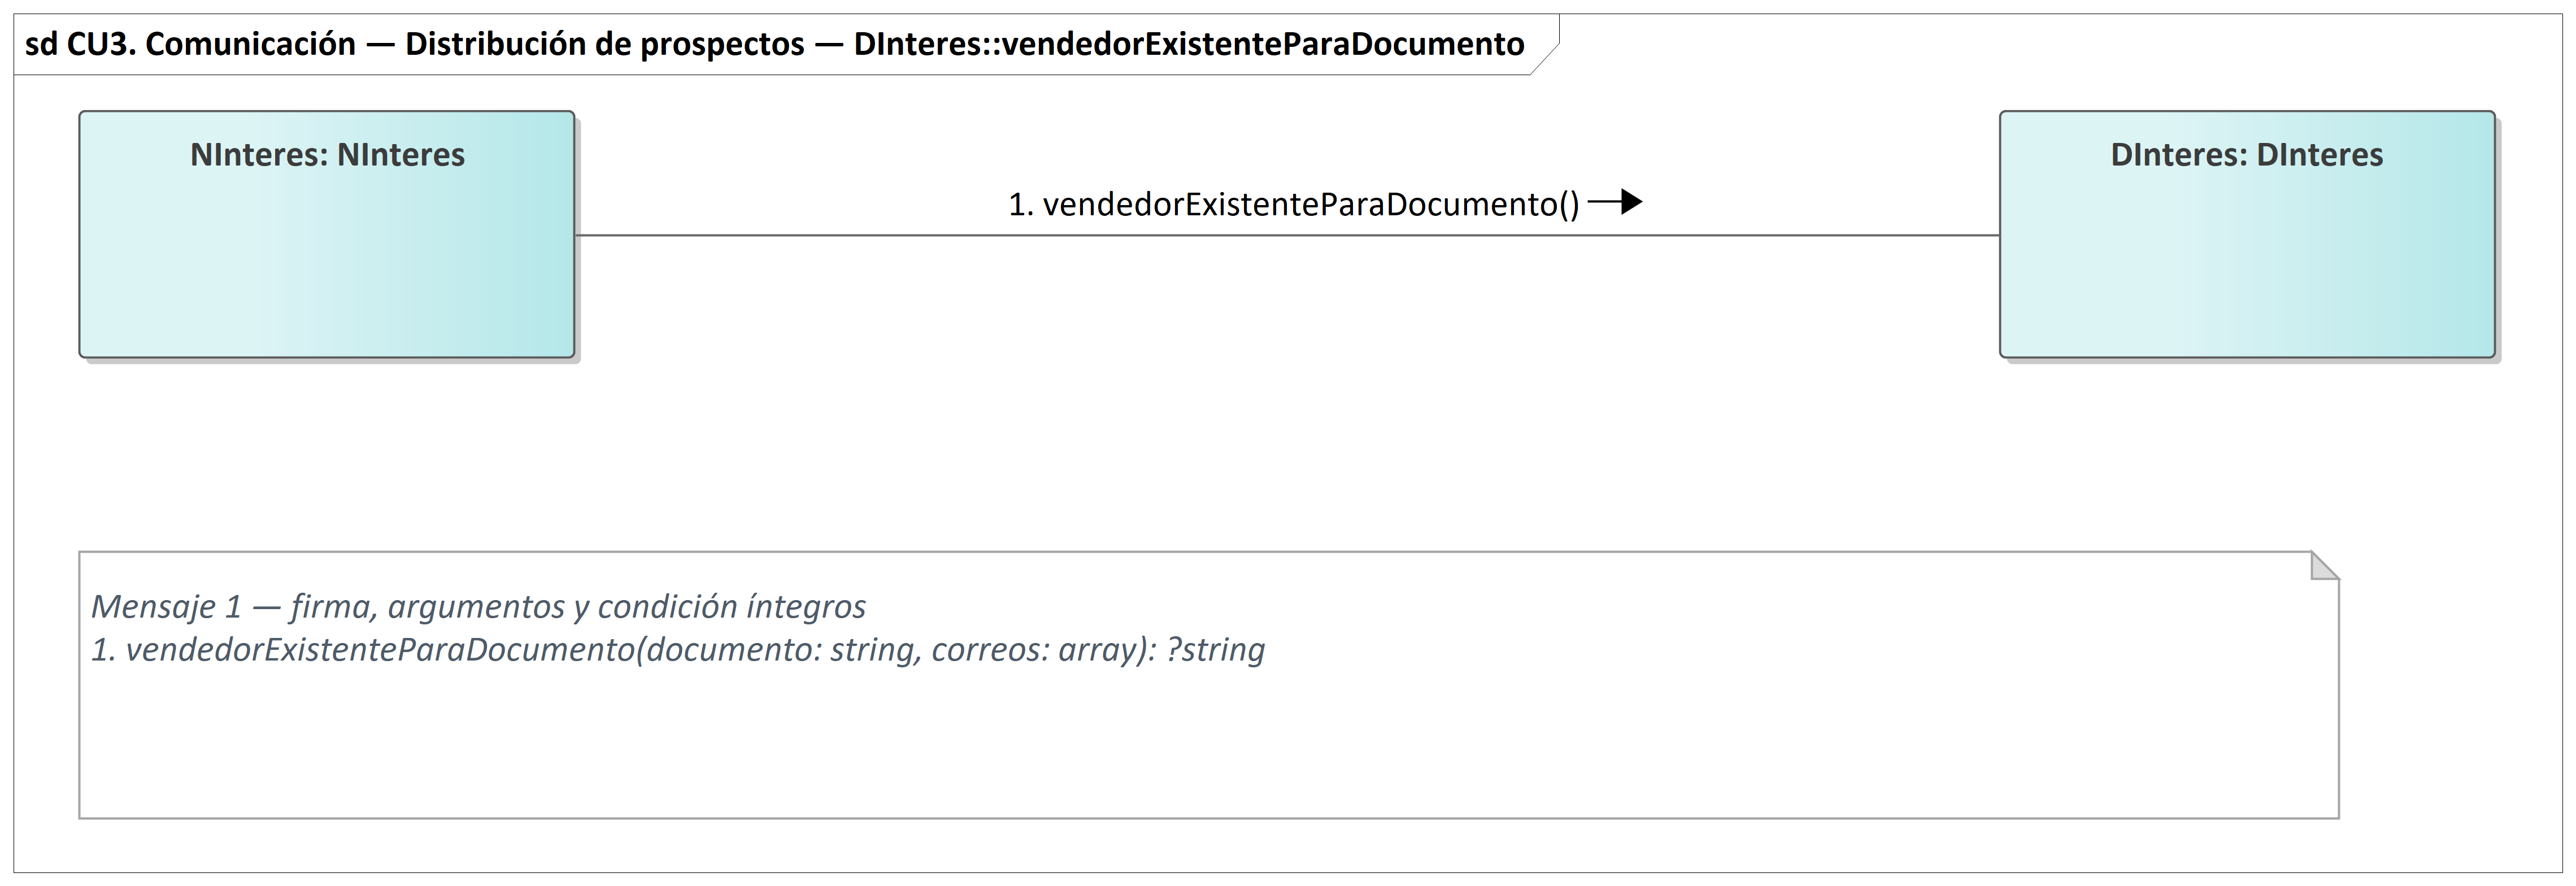 sd CU3. Comunicación — Distribución de prospectos — DInteres::vendedorExistenteParaDocumento
NInteres: NInteres
DInteres: DInteres
1. vendedorExistenteParaDocumento()
Mensaje 1 — firma, argumentos y condición íntegros
1. vendedorExistenteParaDocumento(documento: string, correos: array): ?string